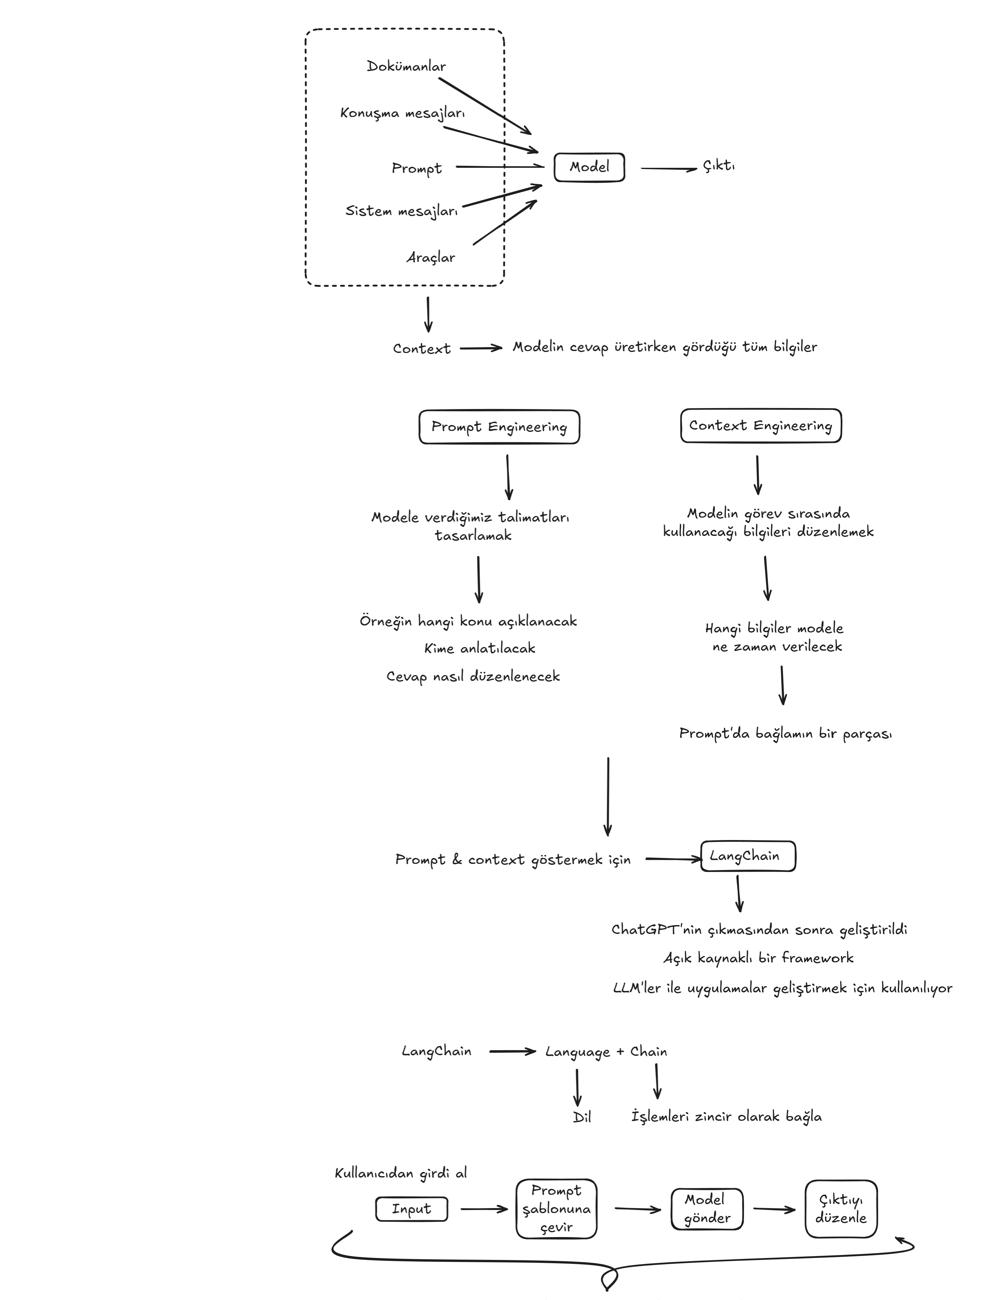 Dokümanlar
Konuşma mesajları
Prompt
Sistem mesajları
Araçlar
Model
Çıktı
Context
Modelin cevap üretirken gördüğü tüm bilgiler
Prompt Engineering
Modele verdiğimiz talimatları
tasarlamak
Örneğin hangi konu açıklanacak
Kime anlatılacak
Cevap nasıl düzenlenecek
Context Engineering
Modelin görev sırasında
kullanacağı bilgileri düzenlemek
Hangi bilgiler modele
ne zaman verilecek
Prompt'da bağlamın bir parçası
Prompt & context göstermek için
LangChain
ChatGPT'nin çıkmasından sonra geliştirildi
Açık kaynaklı bir framework
LLM'ler ile uygulamalar geliştirmek için kullanılıyor
LangChain
Language + Chain
Dil
İşlemleri zincir olarak bağla
Kullanıcıdan girdi al
Input
Prompt
şablonuna
çevir
Model
gönder
Çıktıyı
düzenle